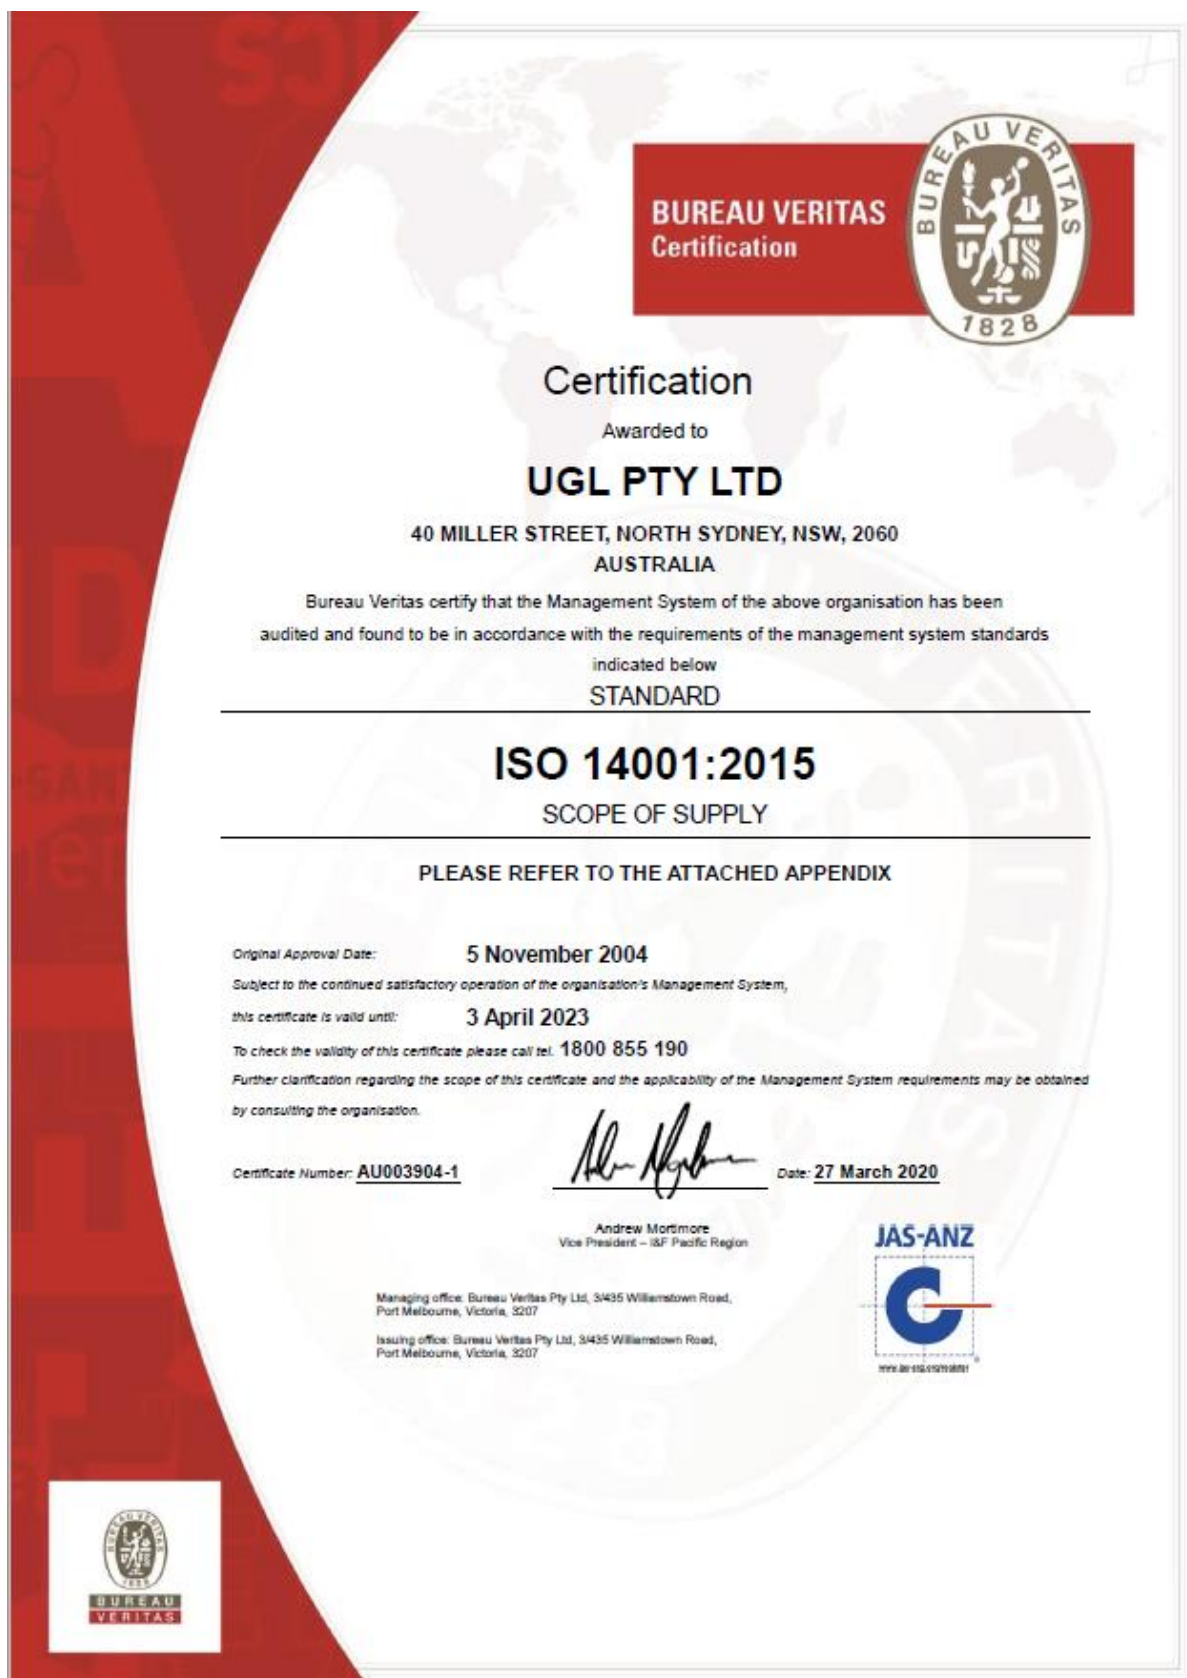 BUREAU VERITAS
Certification
BUREAU VERITAS
1828
Certification
Awarded to
UGL PTY LTD
40 MILLER STREET, NORTH SYDNEY, NSW, 2060
AUSTRALIA
Bureau Veritas certify that the Management System of the above organisation has been
audited and found to be in accordance with the requirements of the management system standards
indicated below
STANDARD
ISO 14001:2015
SCOPE OF SUPPLY
PLEASE REFER TO THE ATTACHED APPENDIX
Original Approval Date: 5 November 2004
Subject to the continued satisfactory operation of the organisation's Management System,
this certificate is valid until: 3 April 2023
To check the validity of this certificate please call tel. 1800 855 190
Further clarification regarding the scope of this certificate and the applicability of the Management System requirements may be obtained
by consulting the organisation.
Certificate Number: AU003904-1
Date: 27 March 2020
Andrew Mortimore
Vice President – I&F Pacific Region
JAS-ANZ
Managing office: Bureau Veritas Pty Ltd, 3/435 Williamstown Road,
Port Melbourne, Victoria, 3207
Issuing office: Bureau Veritas Pty Ltd, 3/435 Williamstown Road,
Port Melbourne, Victoria, 3207
www.jas-anz.org/register
BUREAU VERITAS
1828
BUREAU
VERITAS